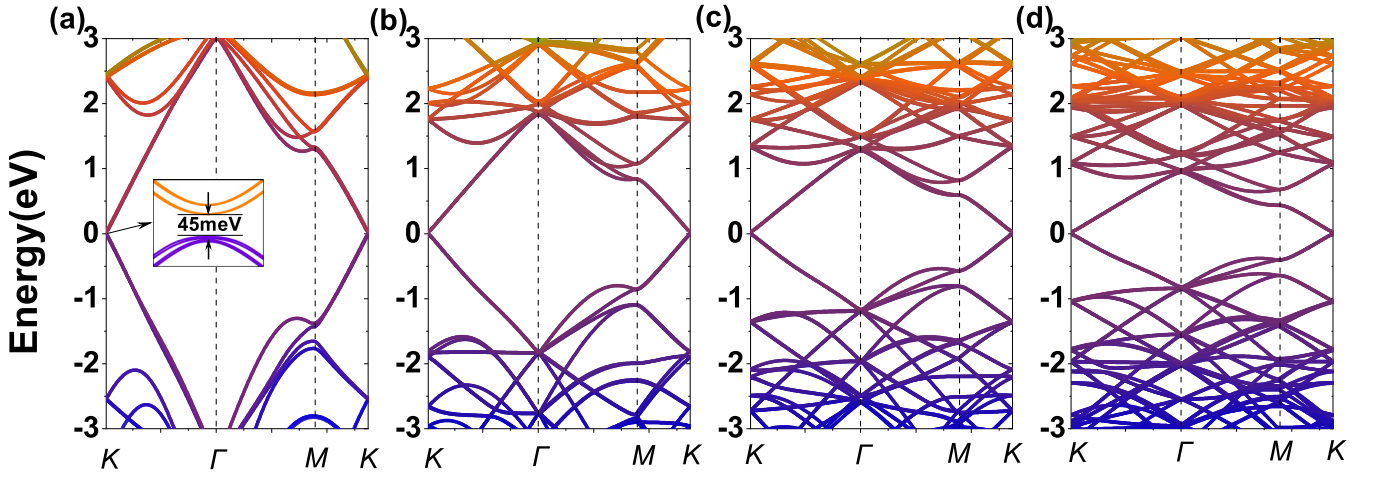 (a) (b) (c) (d)
3 3 3 3
2 2 2 2
1 1 1 1
0 0 0 0
-1 -1 -1 -1
-2 -2 -2 -2
-3 -3 -3 -3
Energy(eV)
45meV
K Γ M K K Γ M K K Γ M K K Γ M K